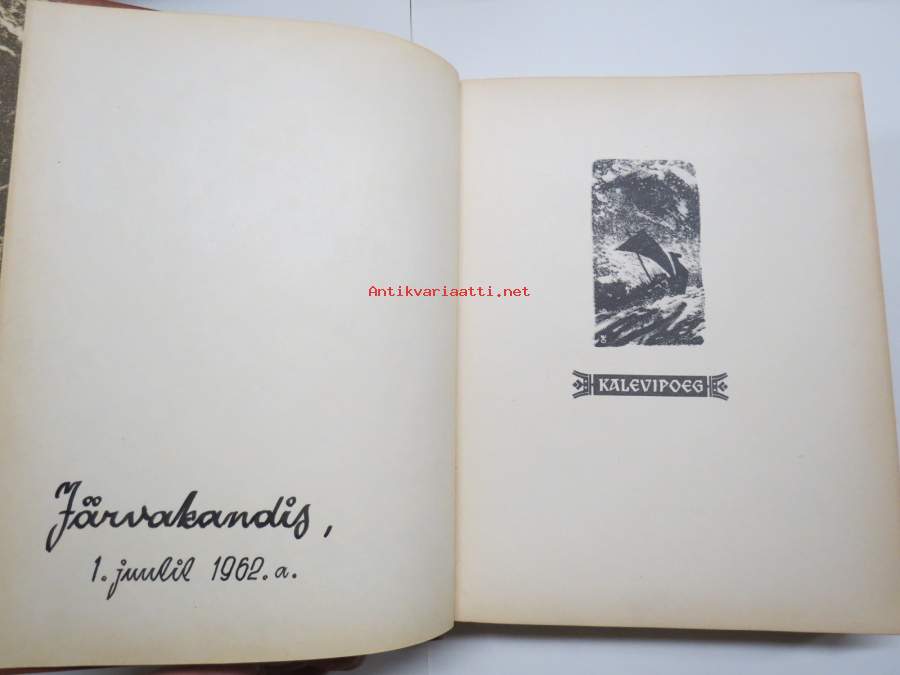 Järvakandis,
1. juulil 1962.a.
Antikvariaatti.net
KALEVIPOEG